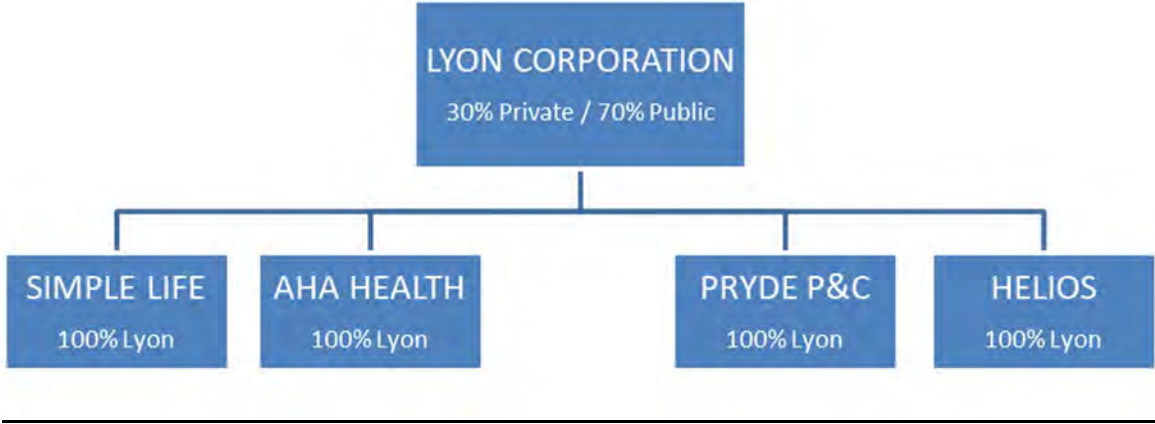 LYON CORPORATION
30% Private / 70% Public
SIMPLE LIFE
100% Lyon
AHA HEALTH
100% Lyon
PRYDE P&C
100% Lyon
HELIOS
100% Lyon